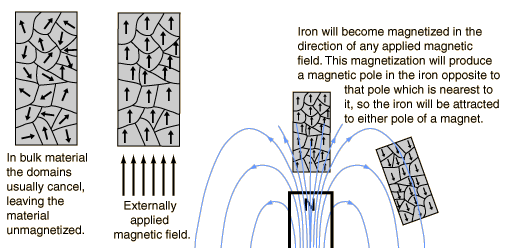 Iron will become magnetized in the
direction of any applied magnetic
field. This magnetization will produce
a magnetic pole in the iron opposite to
that pole which is nearest to
it, so the iron will be attracted
to either pole of a magnet.
In bulk material
the domains
usually cancel,
leaving the
material
unmagnetized.
Externally
applied
magnetic field.
N